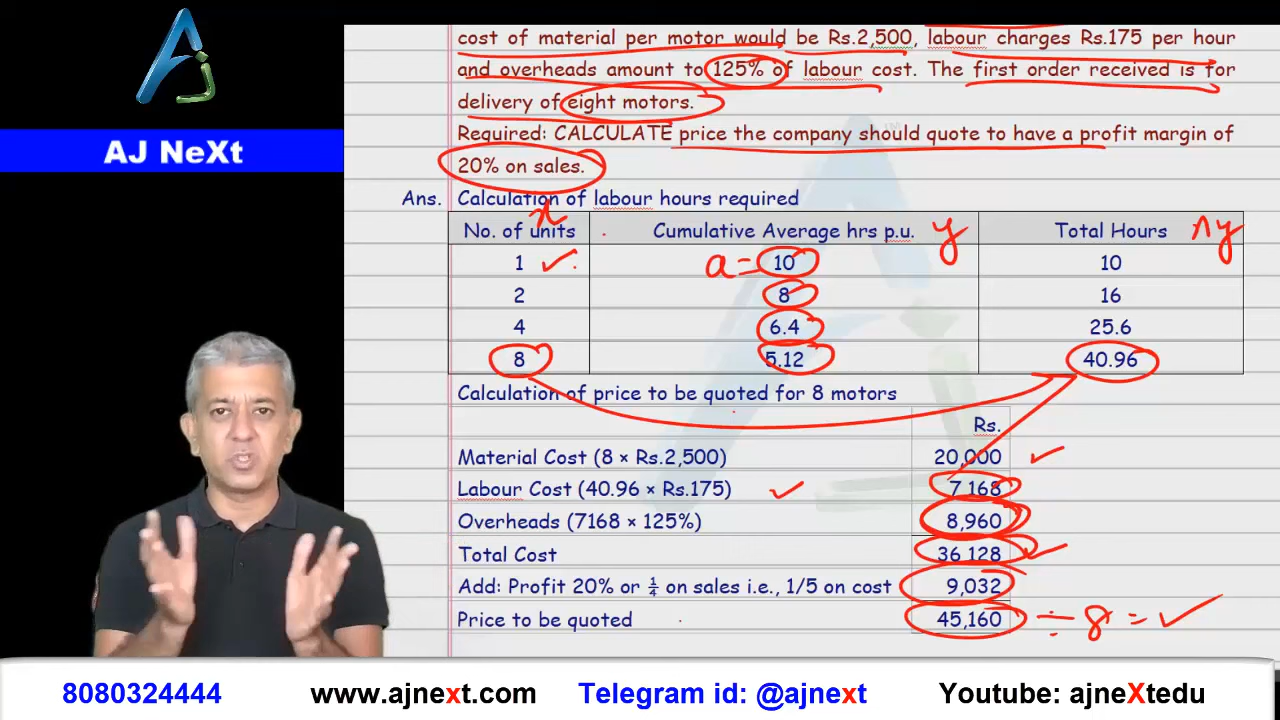 cost of material per motor would be Rs.2,500, labour charges Rs.175 per hour
and overheads amount to 125% of labour cost. The first order received is for
delivery of eight motors.
Required: CALCULATE price the company should quote to have a profit margin of
20% on sales.
AJ NeXt
Ans. Calculation of labour hours required
No. of units x Cumulative Average hrs p.u. y Total Hours xy
1 a = 10 10
2 8 16
4 6.4 25.6
8 5.12 40.96
Calculation of price to be quoted for 8 motors
Rs.
Material Cost (8 × Rs.2,500) 20,000
Labour Cost (40.96 × Rs.175) 7,168
Overheads (7168 × 125%) 8,960
Total Cost 36,128
Add: Profit 20% or 1/4 on sales i.e., 1/5 on cost 9,032
Price to be quoted 45,160 ÷ 8 = ✓
8080324444 www.ajnext.com Telegram id: @ajnext Youtube: ajneXtedu